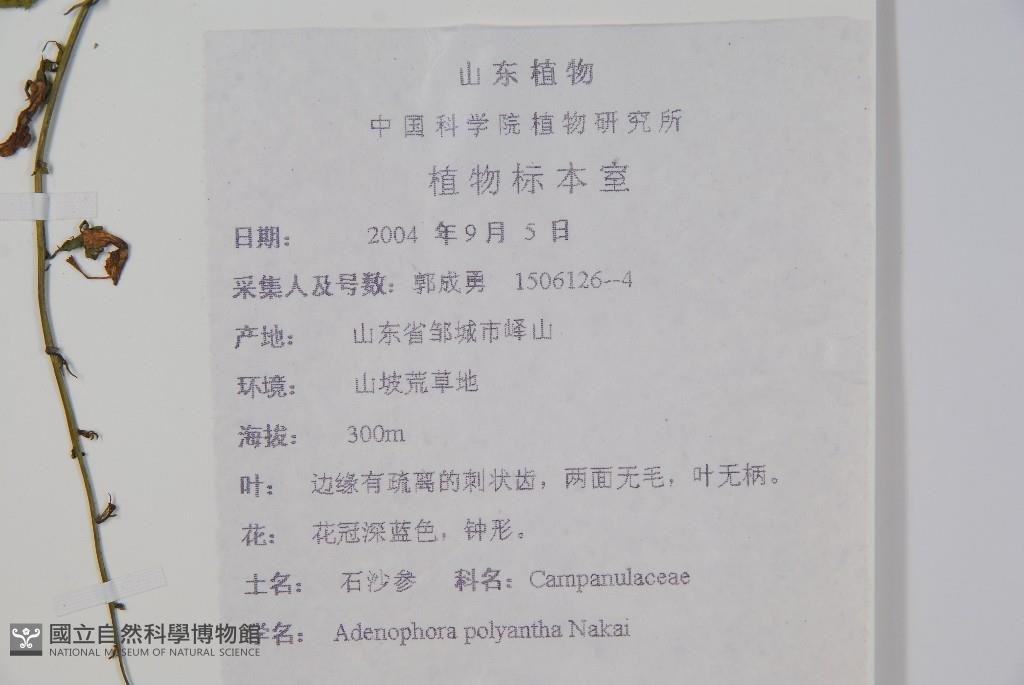 山东植物
中国科学院植物研究所
植物标本室
日期： 2004 年9月 5 日
采集人及号数：郭成勇 1506126--4
产地： 山东省邹城市峄山
环境： 山坡荒草地
海拔： 300m
叶： 边缘有疏离的刺状齿，两面无毛，叶无柄。
花： 花冠深蓝色，钟形。
土名： 石沙参 科名：Campanulaceae
学名： Adenophora polyantha Nakai
國立自然科學博物館
NATIONAL MUSEUM OF NATURAL SCIENCE